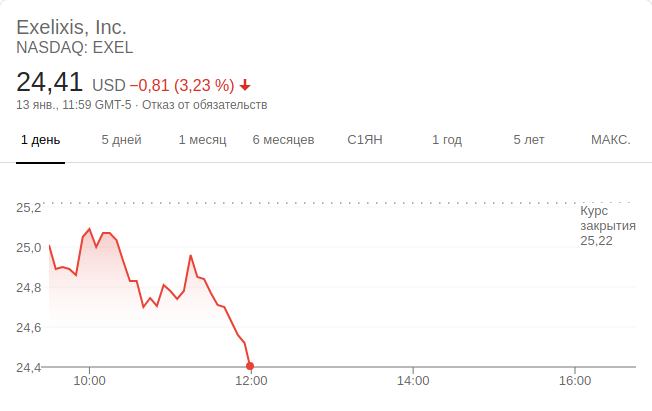 Exelixis, Inc.
NASDAQ: EXEL
24,41 USD −0,81 (3,23 %)
13 янв., 11:59 GMT-5 · Отказ от обязательств
1 день 5 дней 1 месяц 6 месяцев С1ЯН 1 год 5 лет МАКС.
25,2
Курс
закрытия
25,22
25,0
24,8
24,6
24,4
10:00 12:00 14:00 16:00